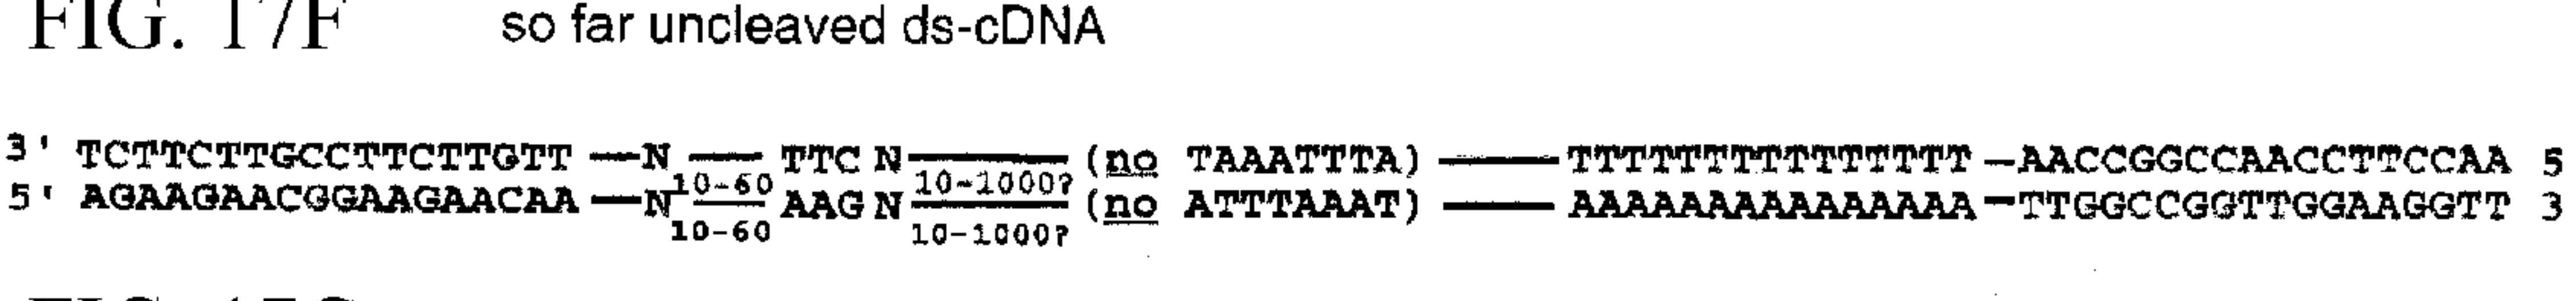 FIG. 17F so far uncleaved ds-cDNA
3' TCTTCTTGCCTTCTTGTT —N 10-60 TTC N 10-1000? (no TAAATTTA) —— TTTTTTTTTTTTTTT —AACCGGCCAACCTTCCAA 5
5' AGAAGAACGGAAGAACAA —N 10-60 AAG N 10-1000? (no ATTTAAAT) —— AAAAAAAAAAAAAAA —TTGGCCGGTTGGAAGGTT 3